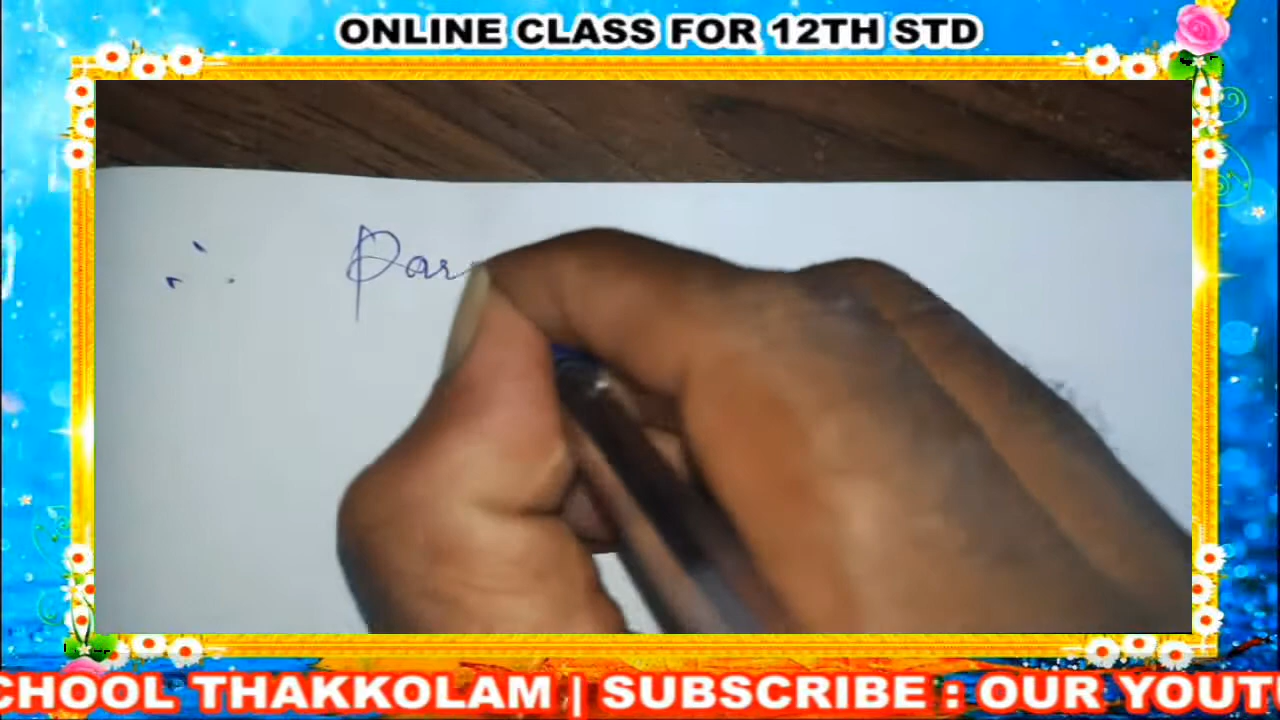 ONLINE CLASS FOR 12TH STD
∴ Par
CHOOL THAKKOLAM | SUBSCRIBE : OUR YOUT